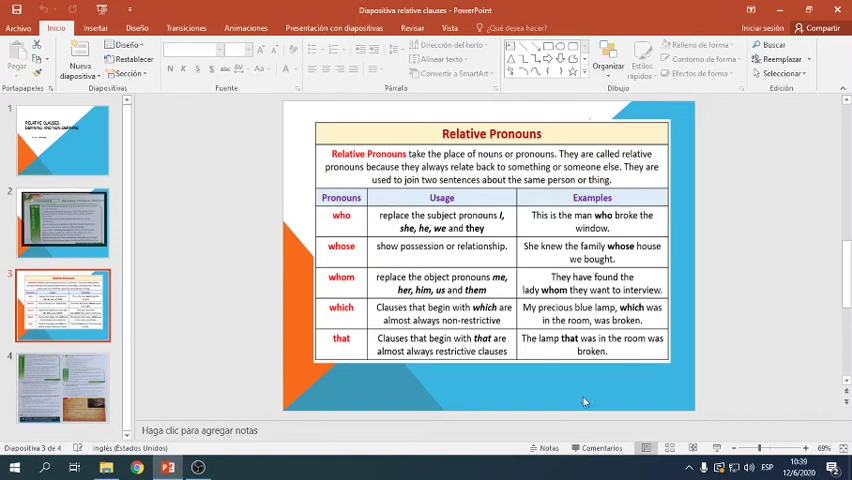 Diapositiva relative clauses - PowerPoint
Archivo Inicio Insertar Diseño Transiciones Animaciones Presentación con diapositivas Revisar Vista ¿Qué desea hacer? Iniciar sesión Compartir
Pegar
Nueva diapositiva
Diseño
Restablecer
Sección
N K S abc Aa A
Dirección del texto
Alinear texto
Convertir a SmartArt
Organizar
Estilos rápidos
Relleno de forma
Contorno de forma
Efectos de forma
Buscar
Reemplazar
Seleccionar
Portapapeles Diapositivas Fuente Párrafo Dibujo Edición
1
RELATIVE CLAUSES:
2
3
4
Relative Pronouns
Relative Pronouns take the place of nouns or pronouns. They are called relative
pronouns because they always relate back to something or someone else. They are
used to join two sentences about the same person or thing.
Pronouns Usage Examples
who replace the subject pronouns I, she, he, we and they This is the man who broke the window.
whose show possession or relationship. She knew the family whose house we bought.
whom replace the object pronouns me, her, him, us and them They have found the lady whom they want to interview.
which Clauses that begin with which are almost always non-restrictive My precious blue lamp, which was in the room, was broken.
that Clauses that begin with that are almost always restrictive clauses The lamp that was in the room was broken.
Haga clic para agregar notas
Diapositiva 3 de 4 Inglés (Estados Unidos) Notas Comentarios 69%
ESP 10:39
12/6/2020 2